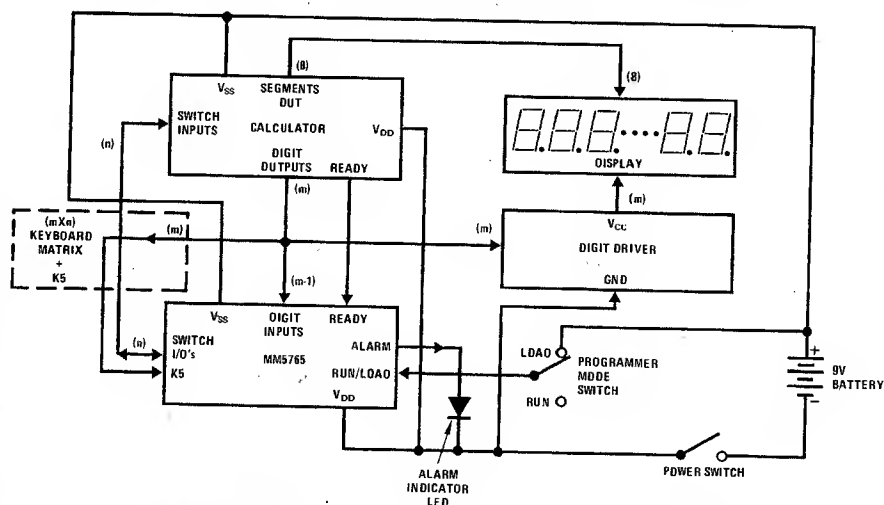 (8)
(8)
VSS
SEGMENTS
OUT
SWITCH
INPUTS
CALCULATOR
VDD
(n)
DIGIT
OUTPUTS
READY
DISPLAY
(m)
(m)
(mXn)
KEYBOARD
MATRIX
+
K5
(m)
(m)
VCC
DIGIT DRIVER
GND
(m-1)
VSS
DIGIT
INPUTS
READY
SWITCH
I/O's
(n)
K5
MM5765
ALARM
RUN/LOAD
VDD
LOAD
PROGRAMMER
MODE
SWITCH
RUN
+
9V
BATTERY
−
POWER SWITCH
ALARM
INDICATOR
LED